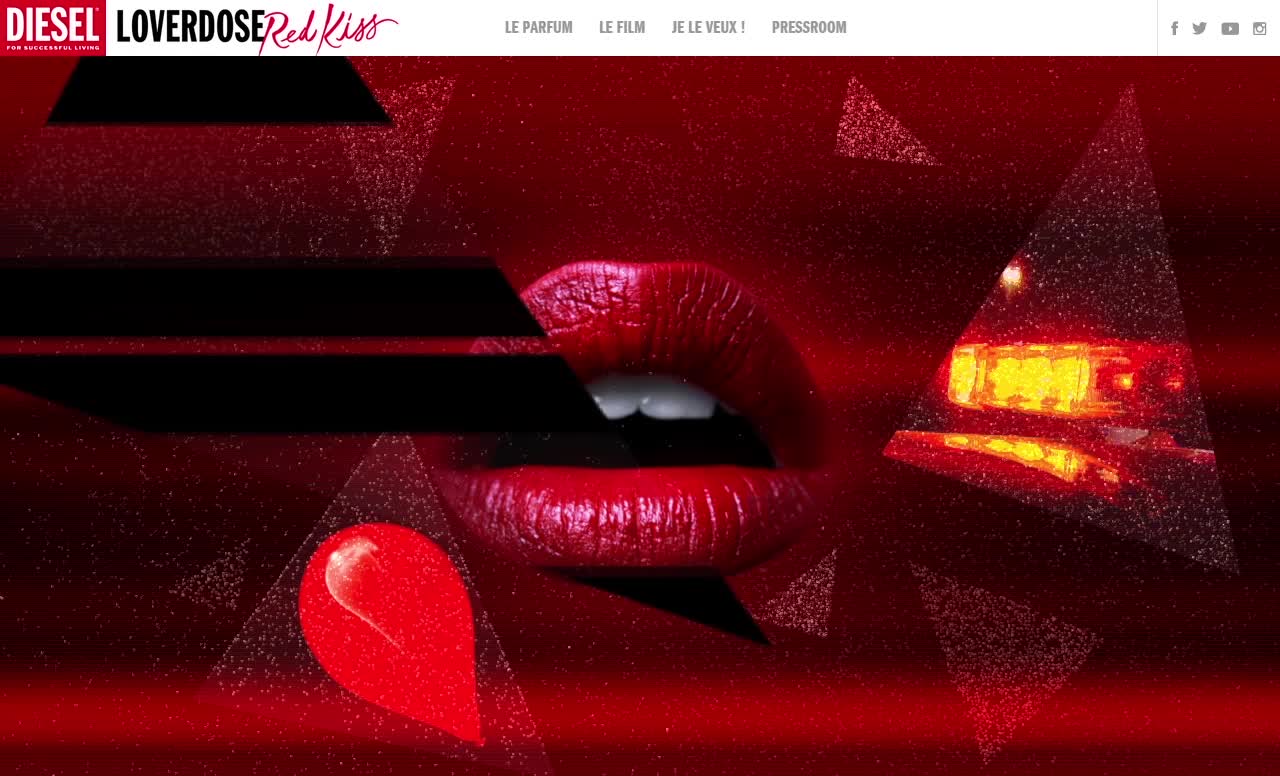 DIESEL
FOR SUCCESSFUL LIVING
LOVERDOSE Red Kiss
LE PARFUM
LE FILM
JE LE VEUX !
PRESSROOM